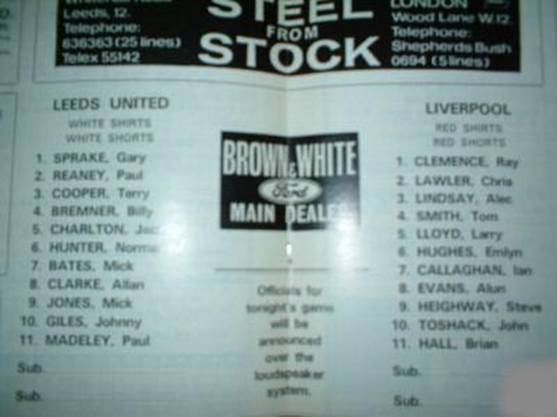 Leeds, 12.
Telephone:
636363 (25 lines)
Telex 55142
STEEL
FROM
STOCK
LONDON
Wood Lane W.12.
Telephone:
Shepherds Bush
0694 (5 lines)
LEEDS UNITED
WHITE SHIRTS
WHITE SHORTS
1. SPRAKE, Gary
2. REANEY, Paul
3. COOPER, Terry
4. BREMNER, Billy
5. CHARLTON, Jac
6. HUNTER, Norma
7. BATES, Mick
8. CLARKE, Allan
9. JONES, Mick
10. GILES, Johnny
11. MADELEY, Paul
Sub.
Sub.
BROWN & WHITE
Ford
MAIN DEALE
Officials for
tonight's game
will be
announced
over the
loudspeaker
system.
LIVERPOOL
RED SHIRTS
RED SHORTS
1. CLEMENCE, Ray
2. LAWLER, Chris
3. LINDSAY, Alec
4. SMITH, Tom
5. LLOYD, Larry
6. HUGHES, Emlyn
7. CALLAGHAN, Ian
8. EVANS, Alun
9. HEIGHWAY, Steve
10. TOSHACK, John
11. HALL, Brian
Sub.
Sub.